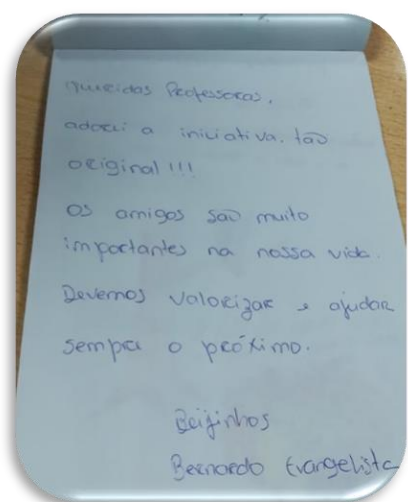 Queridas Professoras,
adorei a iniciativa. tão
original!!!
Os amigos são muito
importantes na nossa vida.
Devemos valorizar e ajudar
sempre o próximo.
Beijinhos
Bernardo Evangelista